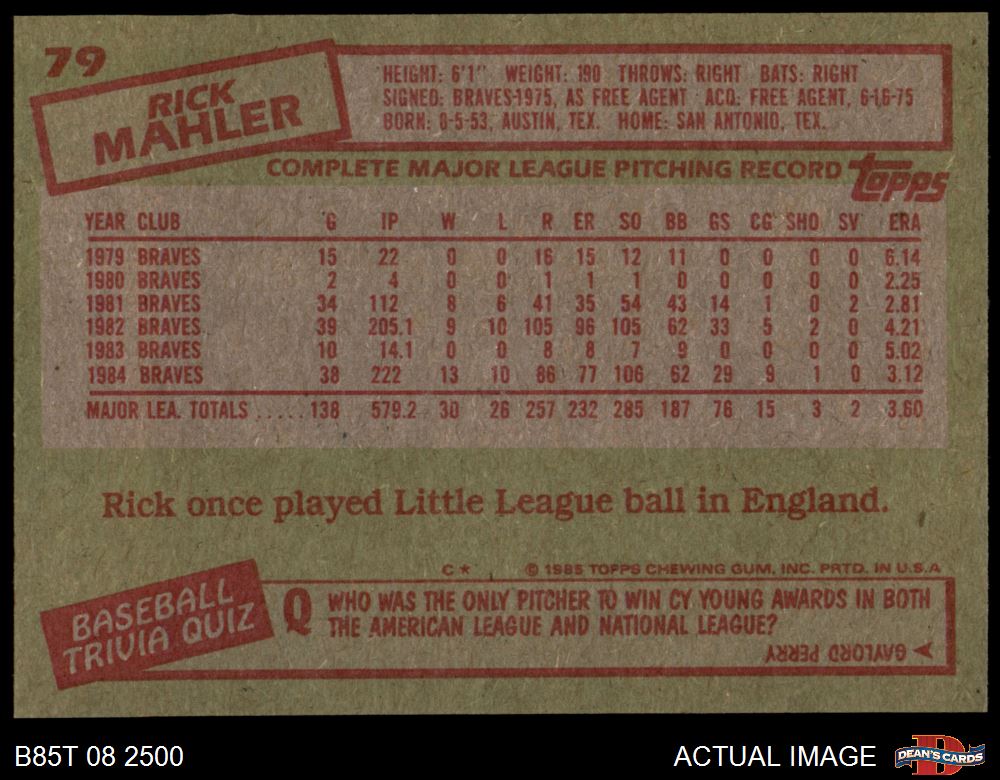 79
RICK
MAHLER
HEIGHT: 6'1" WEIGHT: 190 THROWS: RIGHT BATS: RIGHT
SIGNED: BRAVES-1975, AS FREE AGENT ACQ: FREE AGENT, 6-16-75
BORN: 8-5-53, AUSTIN, TEX. HOME: SAN ANTONIO, TEX.
COMPLETE MAJOR LEAGUE PITCHING RECORD
topps
YEAR CLUB G IP W L R ER SO BB GS CG SHO SV ERA
1979 BRAVES 15 22 0 0 16 15 12 11 0 0 0 0 6.14
1980 BRAVES 2 4 0 0 1 1 1 0 0 0 0 0 2.25
1981 BRAVES 34 112 8 6 41 35 54 43 14 1 0 2 2.81
1982 BRAVES 39 205.1 9 10 105 96 105 62 33 5 2 0 4.21
1983 BRAVES 10 14.1 0 0 8 8 7 9 0 0 0 0 5.02
1984 BRAVES 38 222 13 10 86 77 106 62 29 9 1 0 3.12
MAJOR LEA. TOTALS ..... 138 579.2 30 26 257 232 285 187 76 15 3 2 3.60
Rick once played Little League ball in England.
C * © 1985 TOPPS CHEWING GUM, INC. PRTD. IN U.S.A
BASEBALL
TRIVIA QUIZ
Q WHO WAS THE ONLY PITCHER TO WIN CY YOUNG AWARDS IN BOTH
THE AMERICAN LEAGUE AND NATIONAL LEAGUE?
GAYLORD PERRY
B85T 08 2500
ACTUAL IMAGE
D
DEAN'S CARDS